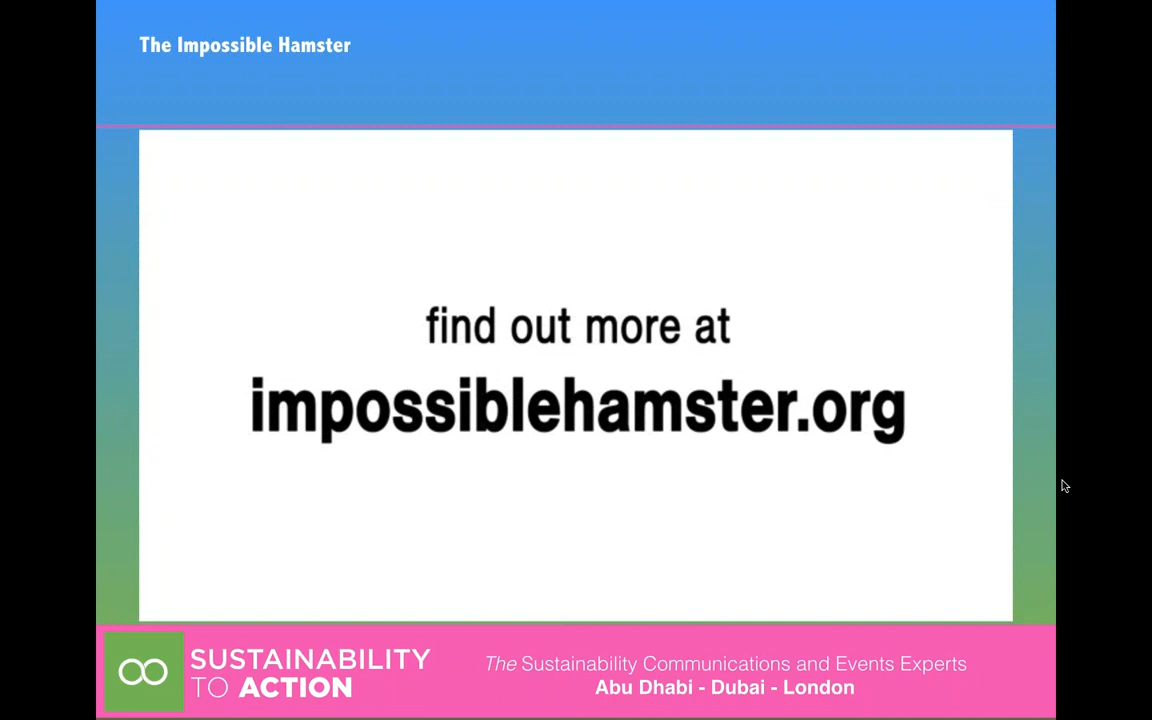 The Impossible Hamster
find out more at
impossiblehamster.org
SUSTAINABILITY
TO ACTION
The Sustainability Communications and Events Experts
Abu Dhabi - Dubai - London